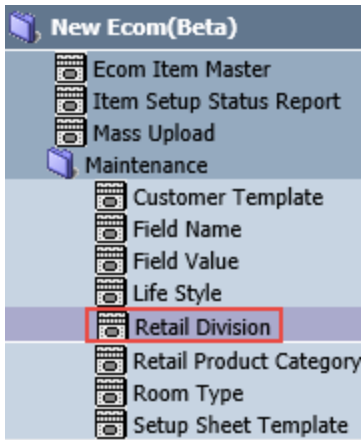 New Ecom(Beta)
Ecom Item Master
Item Setup Status Report
Mass Upload
Maintenance
Customer Template
Field Name
Field Value
Life Style
Retail Division
Retail Product Category
Room Type
Setup Sheet Template